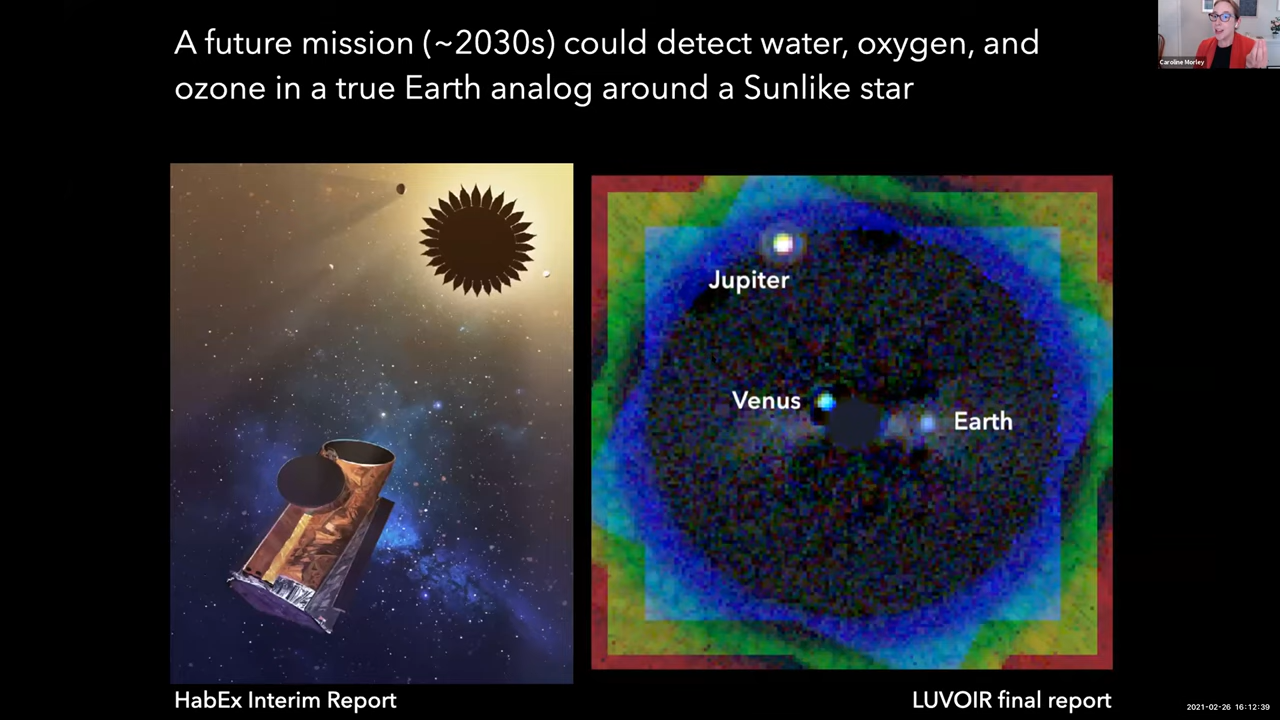 A future mission (~2030s) could detect water, oxygen, and
ozone in a true Earth analog around a Sunlike star
Caroline Morley
Jupiter
Venus
Earth
HabEx Interim Report
LUVOIR final report
2021-02-26 16:12:39